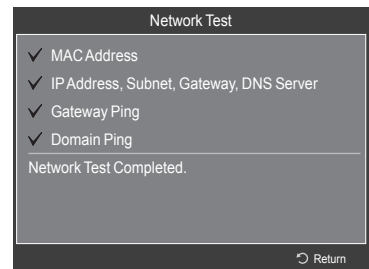 Network Test
MAC Address
IP Address, Subnet, Gateway, DNS Server
Gateway Ping
Domain Ping
Network Test Completed.
Return